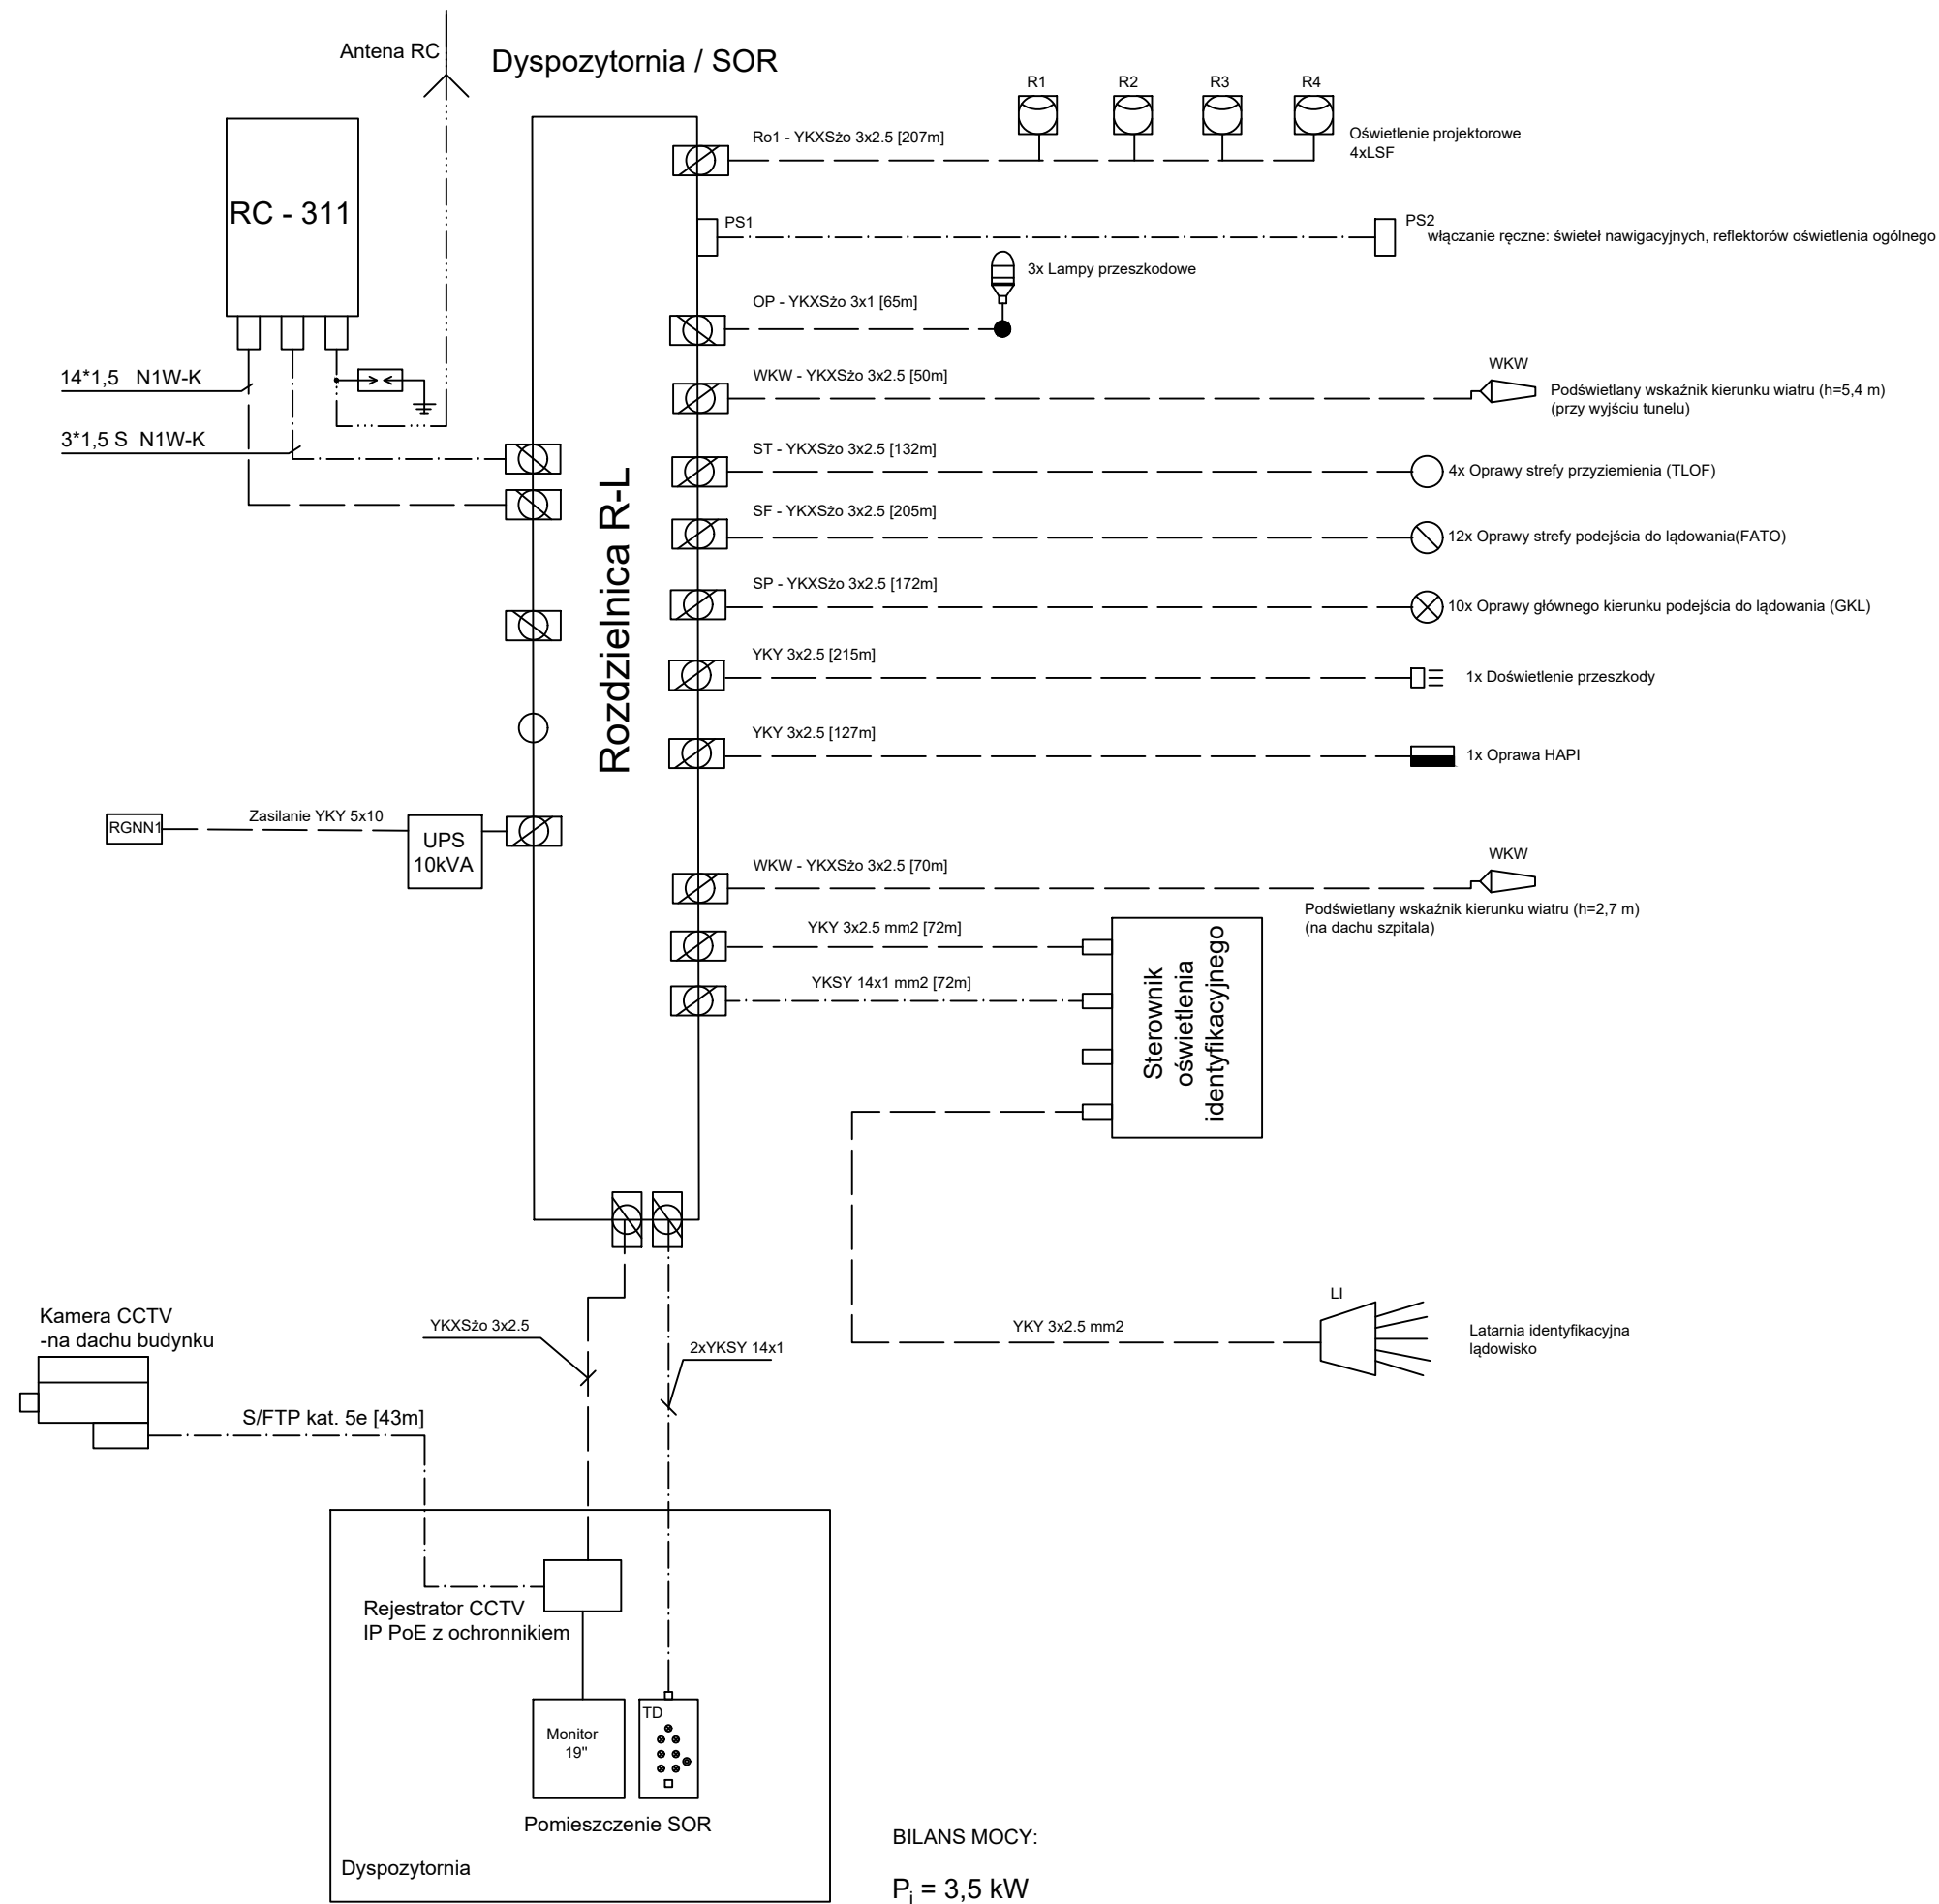 Antena RC
Dyspozytornia / SOR
RC - 311
14*1,5   N1W-K
3*1,5 S  N1W-K
Rozdzielnica R-L
R1
R2
R3
R4
Ro1 - YKXSżo 3x2.5 [207m]
Oświetlenie projektorowe
4xLSF
PS1
PS2
włączanie ręczne: świeteł nawigacyjnych, reflektorów oświetlenia ogólnego
3x Lampy przeszkodowe
OP - YKXSżo 3x1 [65m]
WKW - YKXSżo 3x2.5 [50m]
WKW
Podświetlany wskaźnik kierunku wiatru (h=5,4 m)
(przy wyjściu tunelu)
ST - YKXSżo 3x2.5 [132m]
4x Oprawy strefy przyziemienia (TLOF)
SF - YKXSżo 3x2.5 [205m]
12x Oprawy strefy podejścia do lądowania(FATO)
SP - YKXSżo 3x2.5 [172m]
10x Oprawy głównego kierunku podejścia do lądowania (GKL)
YKY 3x2.5 [215m]
1x Doświetlenie przeszkody
YKY 3x2.5 [127m]
1x Oprawa HAPI
RGNN1
Zasilanie YKY 5x10
UPS
10kVA
WKW - YKXSżo 3x2.5 [70m]
WKW
Podświetlany wskaźnik kierunku wiatru (h=2,7 m)
(na dachu szpitala)
YKY 3x2.5 mm2 [72m]
YKSY 14x1 mm2 [72m]
Sterownik
oświetlenia
identyfikacyjnego
YKY 3x2.5 mm2
LI
Latarnia identyfikacyjna
lądowisko
Kamera CCTV
-na dachu budynku
YKXSżo 3x2.5
2xYKSY 14x1
S/FTP kat. 5e [43m]
Rejestrator CCTV
IP PoE z ochronnikiem
Monitor
19"
TD
Pomieszczenie SOR
Dyspozytornia
BILANS MOCY:
Pi = 3,5 kW